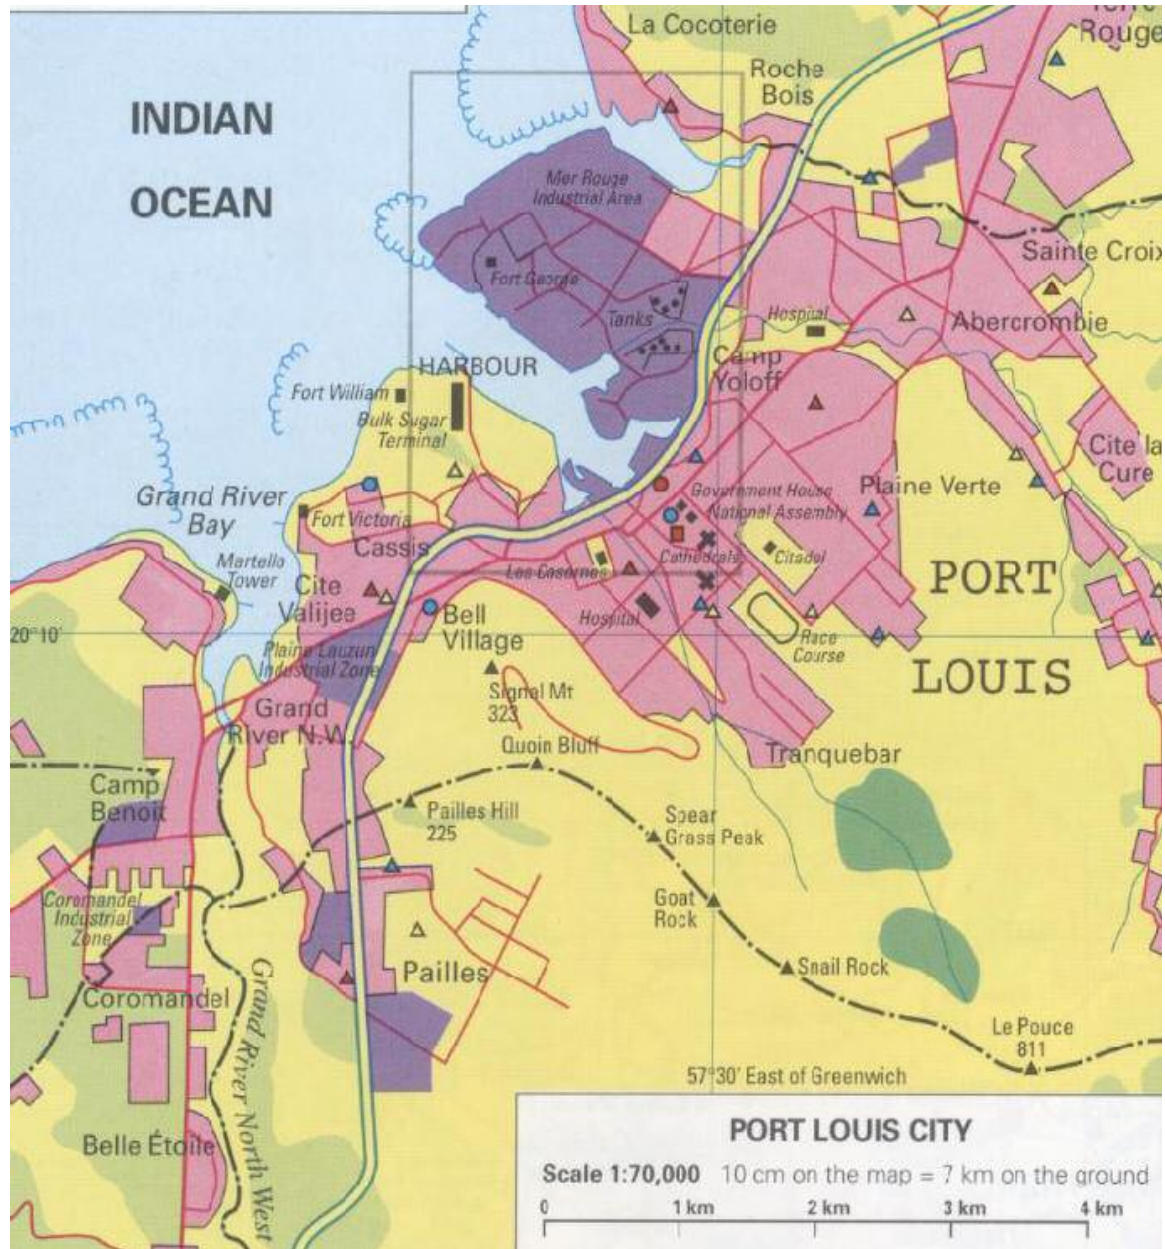 La Cocoterie
Rouge
Roche
Bois
INDIAN
OCEAN
Mer Rouge
Industrial Area
Sainte Croix
Fort George
Tanks
Hospital
Abercrombie
HARBOUR
Camp
Yoloff
Fort William
Bulk Sugar
Terminal
Cite la
Cure
Grand River
Bay
Fort Victoria
Government House
National Assembly
Plaine Verte
Cassis
Martello
Tower
Les Casernes
Cathedrals
Citadel
PORT
Cite
Valijee
Hospital
Bell
Village
20°10'
Race
Course
Plaine Lauzun
Industrial Zone
LOUIS
Signal Mt
323
Grand
River N.W.
Quoin Bluff
Tranquebar
Camp
Benoit
Pailles Hill
225
Spear
Grass Peak
Coromandel
Industrial
Zone
Goat
Rock
Pailles
Snail Rock
Coromandel
Grand River North West
Le Pouce
811
57°30' East of Greenwich
Belle Étoile
PORT LOUIS CITY
Scale 1:70,000 10 cm on the map = 7 km on the ground
0 1 km 2 km 3 km 4 km